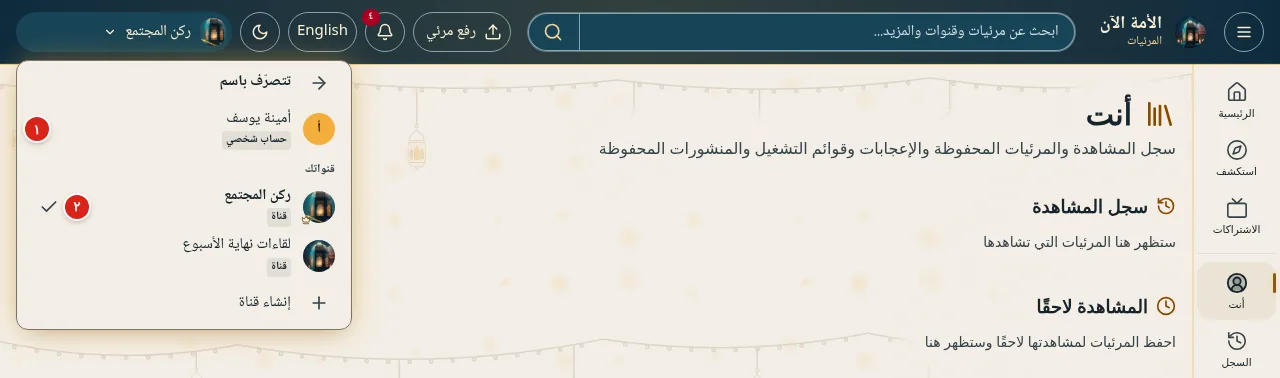 الأمة الآن
المرئيات
ابحث عن مرئيات وقنوات والمزيد...
رفع مرئي
٤
English
ركن المجتمع
الرئيسية
استكشف
الاشتراكات
أنت
السجل
أنت
سجل المشاهدة والمرئيات المحفوظة والإعجابات وقوائم التشغيل والمنشورات المحفوظة
سجل المشاهدة
ستظهر هنا المرئيات التي تشاهدها
المشاهدة لاحقًا
احفظ المرئيات لمشاهدتها لاحقًا وستظهر هنا
تتصرّف باسم
أ
أمينة يوسف
حساب شخصي
١
قنواتك
ركن المجتمع
قناة
٢
لقاءات نهاية الأسبوع
قناة
إنشاء قناة